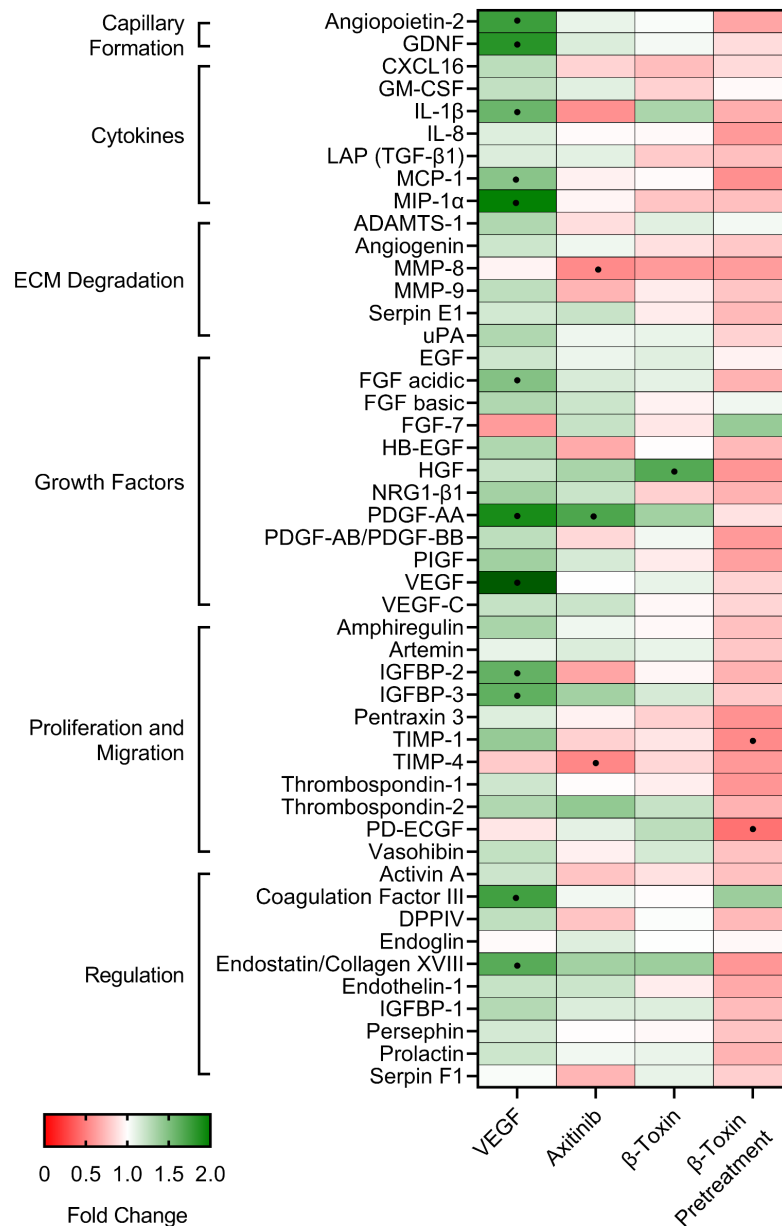 Capillary
Formation
Angiopoietin-2
GDNF
Cytokines
CXCL16
GM-CSF
IL-1β
IL-8
LAP (TGF-β1)
MCP-1
MIP-1α
ECM Degradation
ADAMTS-1
Angiogenin
MMP-8
MMP-9
Serpin E1
uPA
Growth Factors
EGF
FGF acidic
FGF basic
FGF-7
HB-EGF
HGF
NRG1-β1
PDGF-AA
PDGF-AB/PDGF-BB
PIGF
VEGF
VEGF-C
Proliferation and
Migration
Amphiregulin
Artemin
IGFBP-2
IGFBP-3
Pentraxin 3
TIMP-1
TIMP-4
Thrombospondin-1
Thrombospondin-2
PD-ECGF
Vasohibin
Regulation
Activin A
Coagulation Factor III
DPPIV
Endoglin
Endostatin/Collagen XVIII
Endothelin-1
IGFBP-1
Persephin
Prolactin
Serpin F1
VEGF
Axitinib
β-Toxin
β-Toxin
Pretreatment
0 0.5 1.0 1.5 2.0
Fold Change